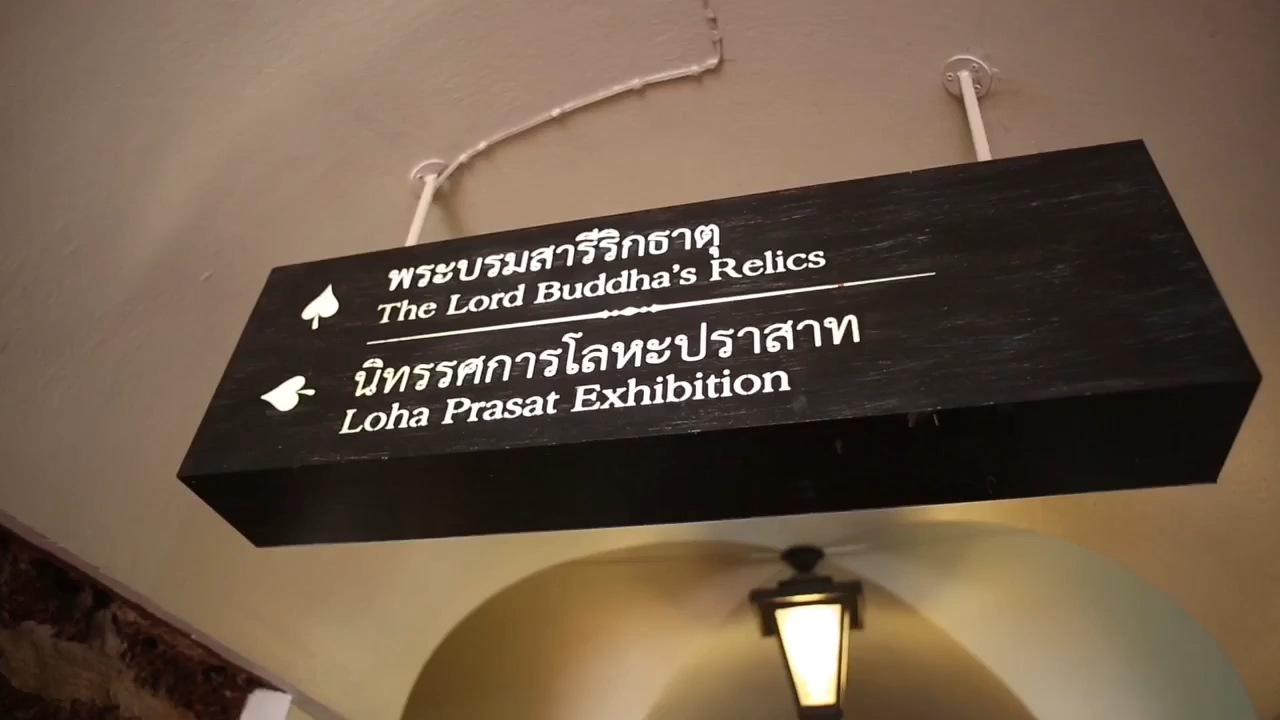 พระบรมสารีริกธาตุ
The Lord Buddha's Relics
นิทรรศการโลหะปราสาท
Loha Prasat Exhibition